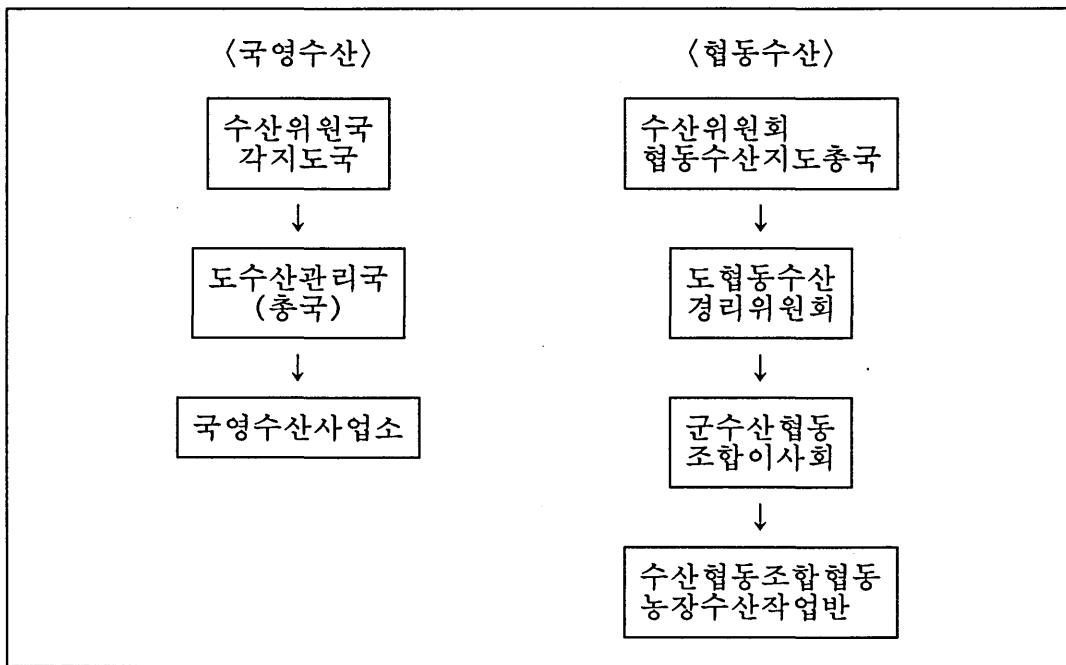 〈국영수산〉
수산위원국
각지도국
↓
도수산관리국
(총국)
↓
국영수산사업소
〈협동수산〉
수산위원회
협동수산지도총국
↓
도협동수산
경리위원회
↓
군수산협동
조합이사회
↓
수산협동조합협동
농장수산작업반